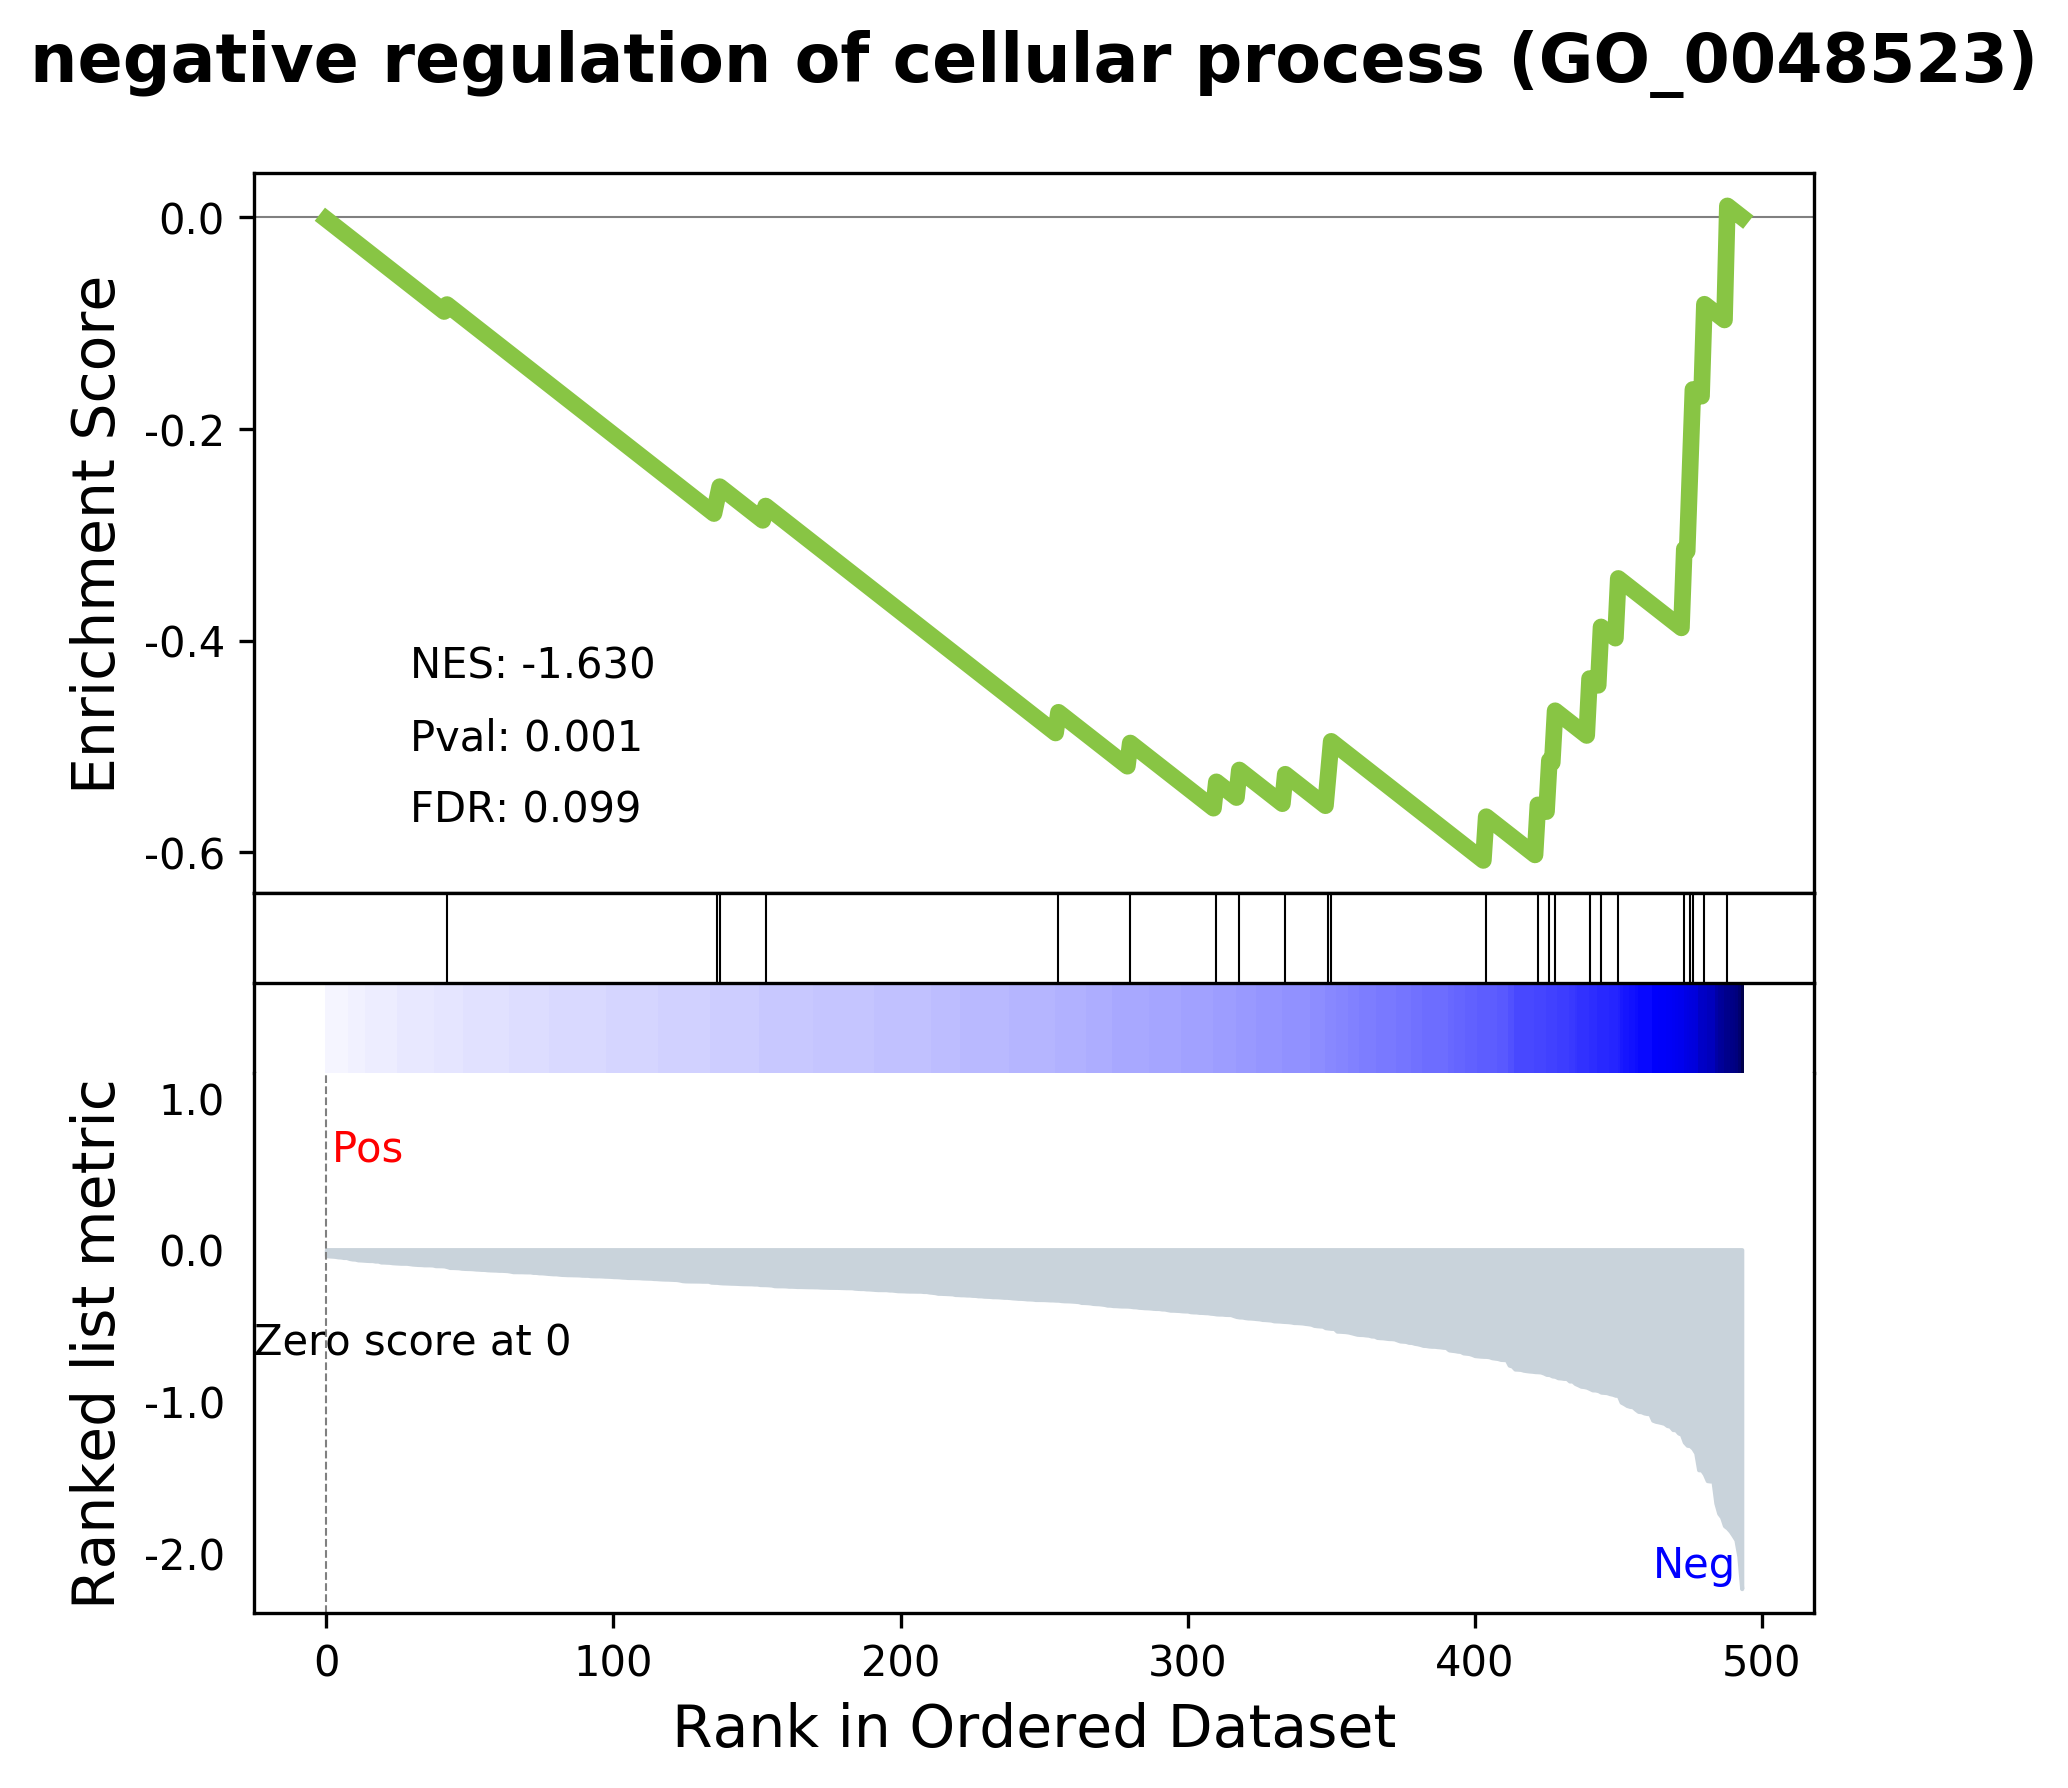 negative regulation of cellular process (GO_0048523)
Enrichment Score
0.0
-0.2
-0.4
-0.6
NES: -1.630
Pval: 0.001
FDR: 0.099
Ranked list metric
1.0
0.0
-1.0
-2.0
Pos
Zero score at 0
Neg
0 100 200 300 400 500
Rank in Ordered Dataset